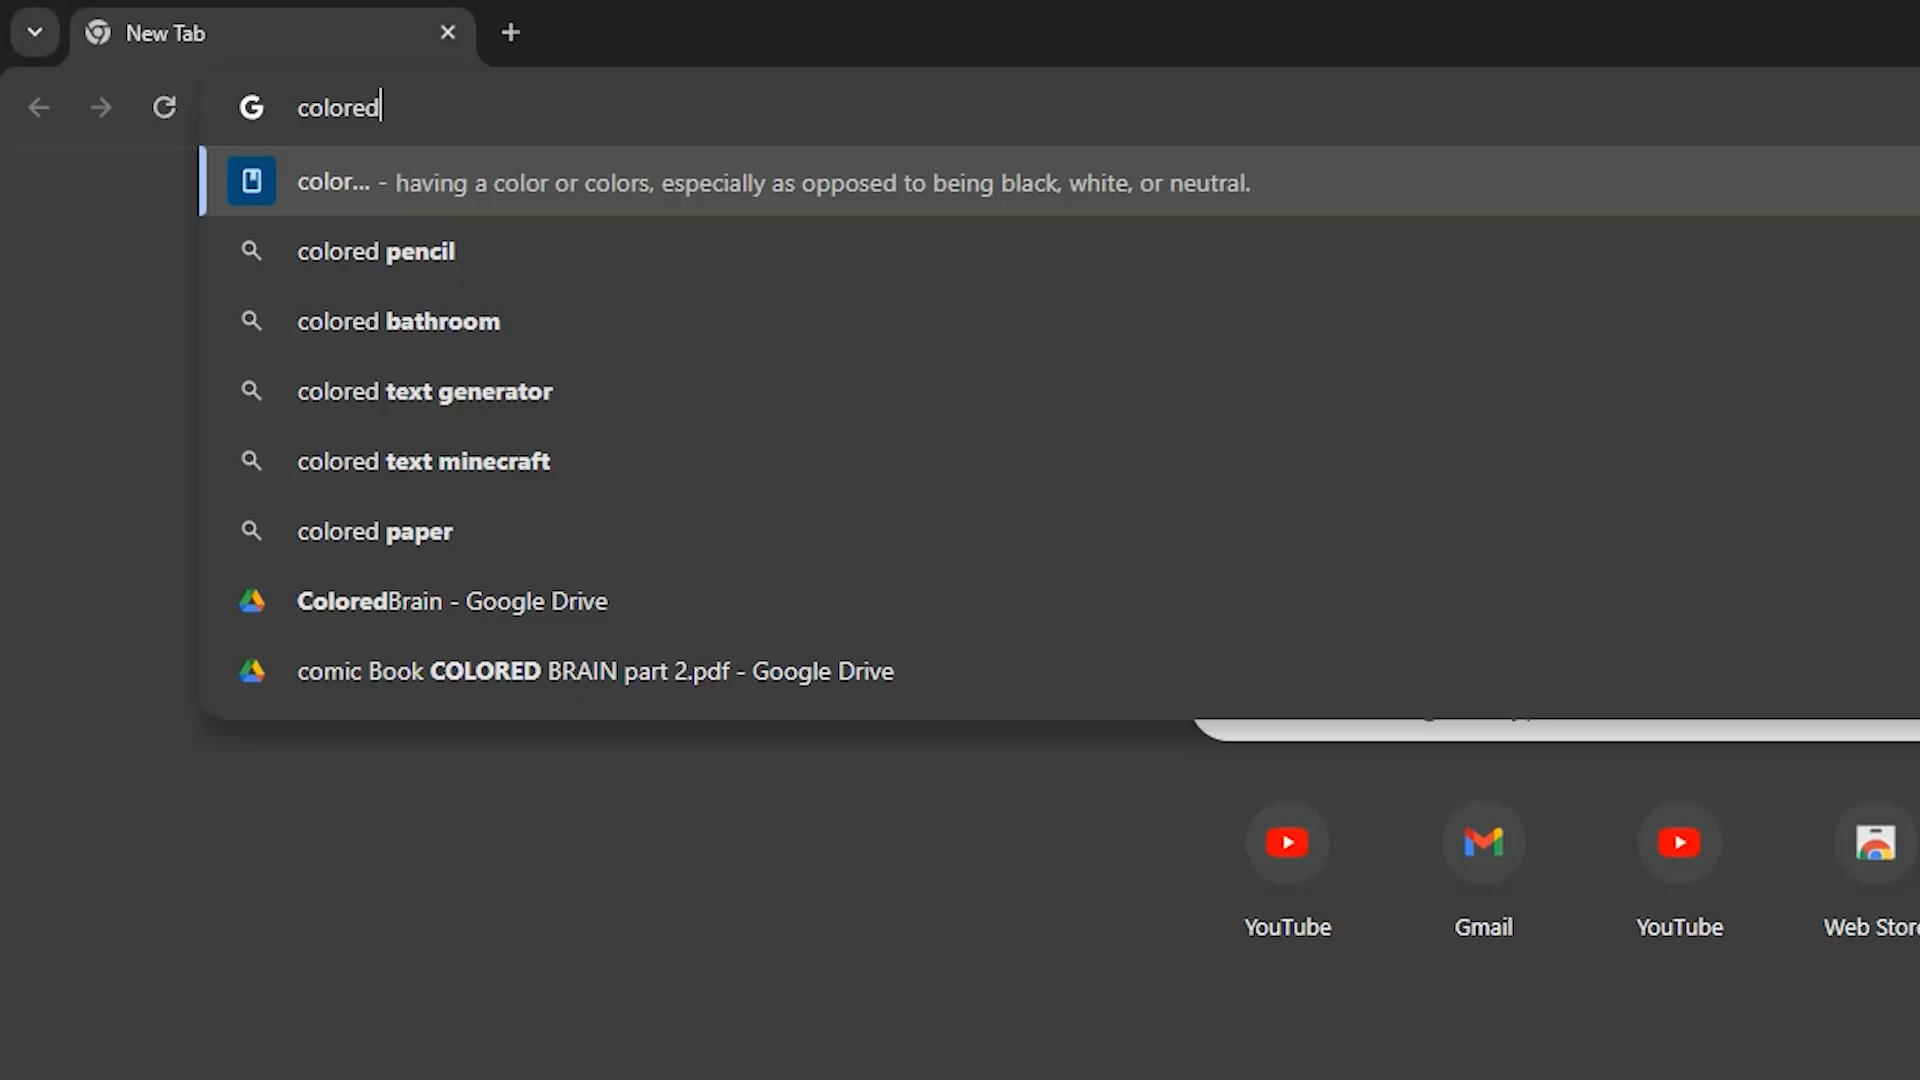 New Tab
colored
color... - having a color or colors, especially as opposed to being black, white, or neutral.
colored pencil
colored bathroom
colored text generator
colored text minecraft
colored paper
ColoredBrain - Google Drive
comic Book COLORED BRAIN part 2.pdf - Google Drive
YouTube Gmail YouTube Web Store